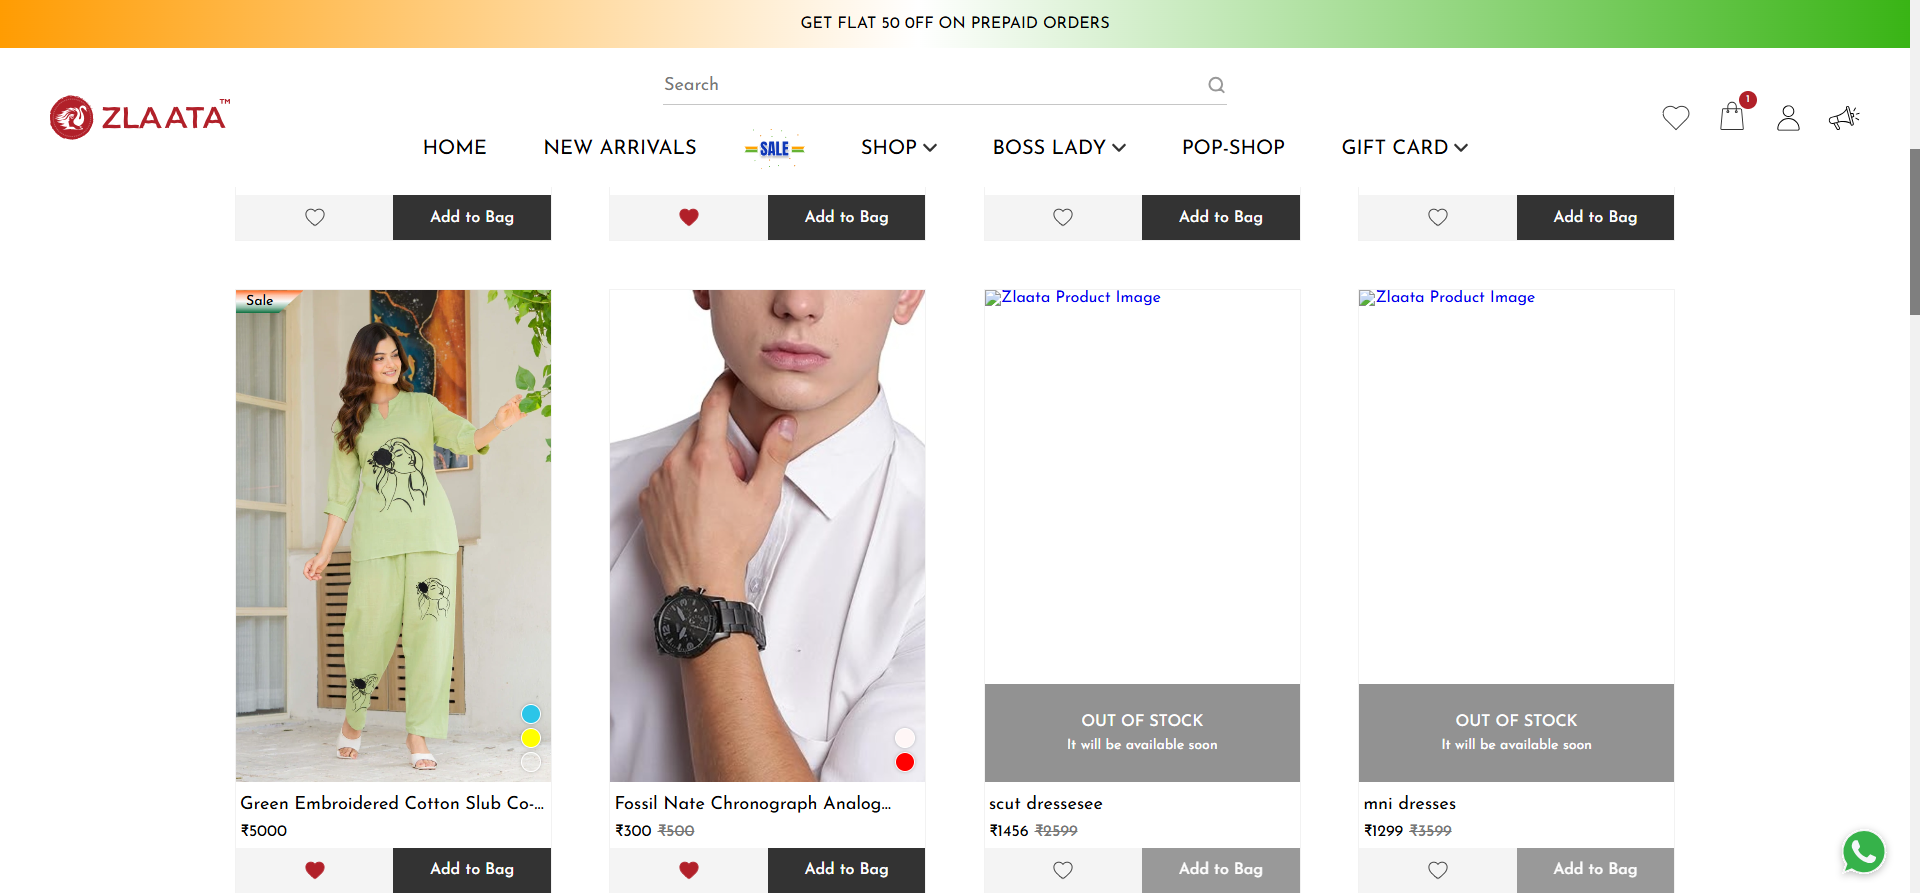 GET FLAT 50 OFF ON PREPAID ORDERS
Search
ZLAATA™
1
HOME
NEW ARRIVALS
SALE
SHOP
BOSS LADY
POP-SHOP
GIFT CARD
Add to Bag
Add to Bag
Add to Bag
Add to Bag
Sale
Zlaata Product Image
Zlaata Product Image
OUT OF STOCK
It will be available soon
OUT OF STOCK
It will be available soon
Green Embroidered Cotton Slub Co-...
₹5000
Fossil Nate Chronograph Analog...
₹300 ₹500
scut dressesee
₹1456 ₹2599
mni dresses
₹1299 ₹3599
Add to Bag
Add to Bag
Add to Bag
Add to Bag